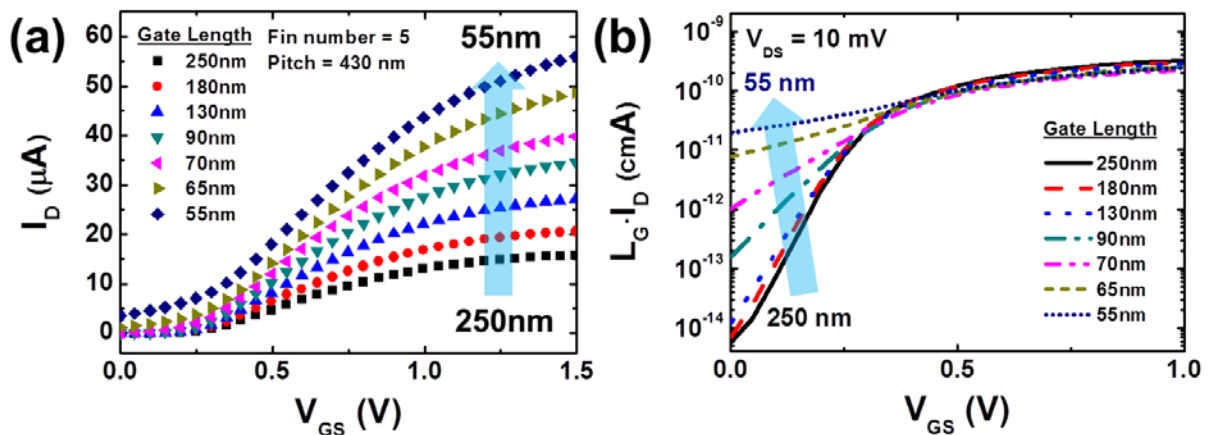 (a)
I_D (μA)
60
50
40
30
20
10
0
Gate Length
250nm
180nm
130nm
90nm
70nm
65nm
55nm
Fin number = 5
Pitch = 430 nm
55nm
250nm
0.0 0.5 1.0 1.5
V_GS (V)
(b)
L_G·I_D (cmA)
10^-9
10^-10
10^-11
10^-12
10^-13
10^-14
V_DS = 10 mV
55 nm
250 nm
Gate Length
250nm
180nm
130nm
90nm
70nm
65nm
55nm
0.0 0.5 1.0
V_GS (V)